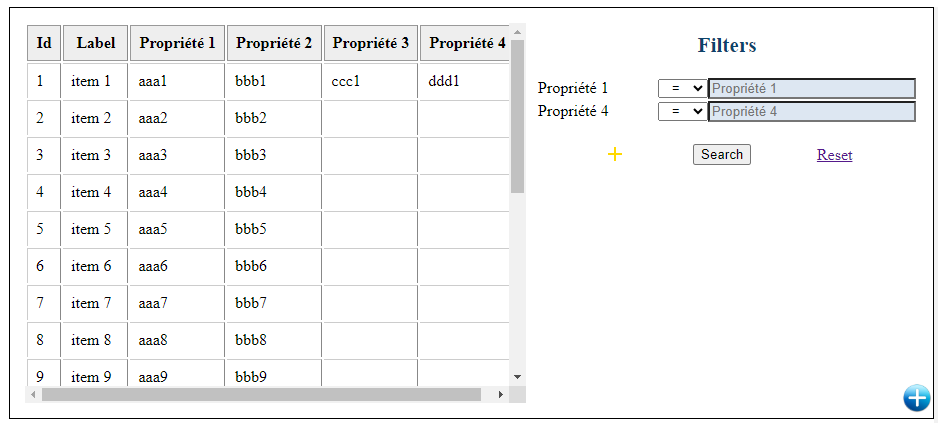 Id Label Propriété 1 Propriété 2 Propriété 3 Propriété 4
1 item 1 aaa1 bbb1 ccc1 ddd1
2 item 2 aaa2 bbb2
3 item 3 aaa3 bbb3
4 item 4 aaa4 bbb4
5 item 5 aaa5 bbb5
6 item 6 aaa6 bbb6
7 item 7 aaa7 bbb7
8 item 8 aaa8 bbb8
9 item 9 aaa9 bbb9
Filters
Propriété 1 = Propriété 1
Propriété 4 = Propriété 4
+ Search Reset